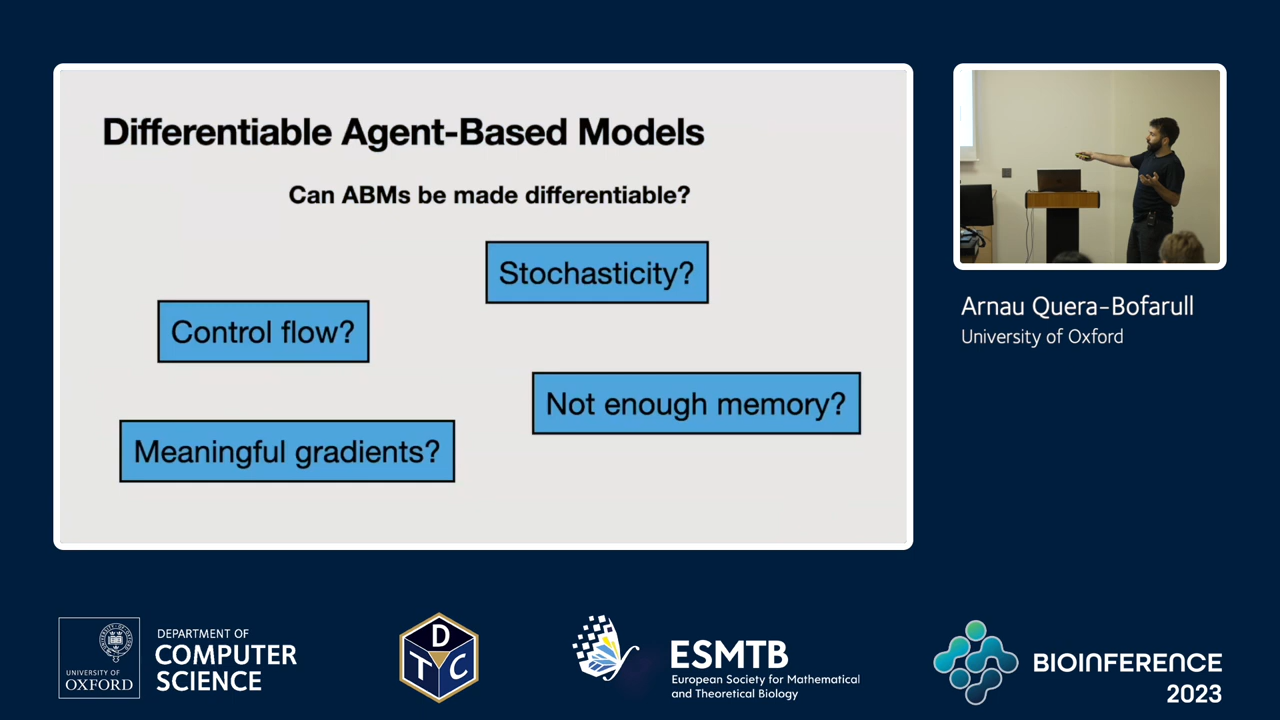 Differentiable Agent-Based Models
Can ABMs be made differentiable?
Stochasticity?
Control flow?
Not enough memory?
Meaningful gradients?
Arnau Quera-Bofarull
University of Oxford
UNIVERSITY OF
OXFORD
DEPARTMENT OF
COMPUTER
SCIENCE
D
T C
ESMTB
European Society for Mathematical
and Theoretical Biology
BIOINFERENCE
2023